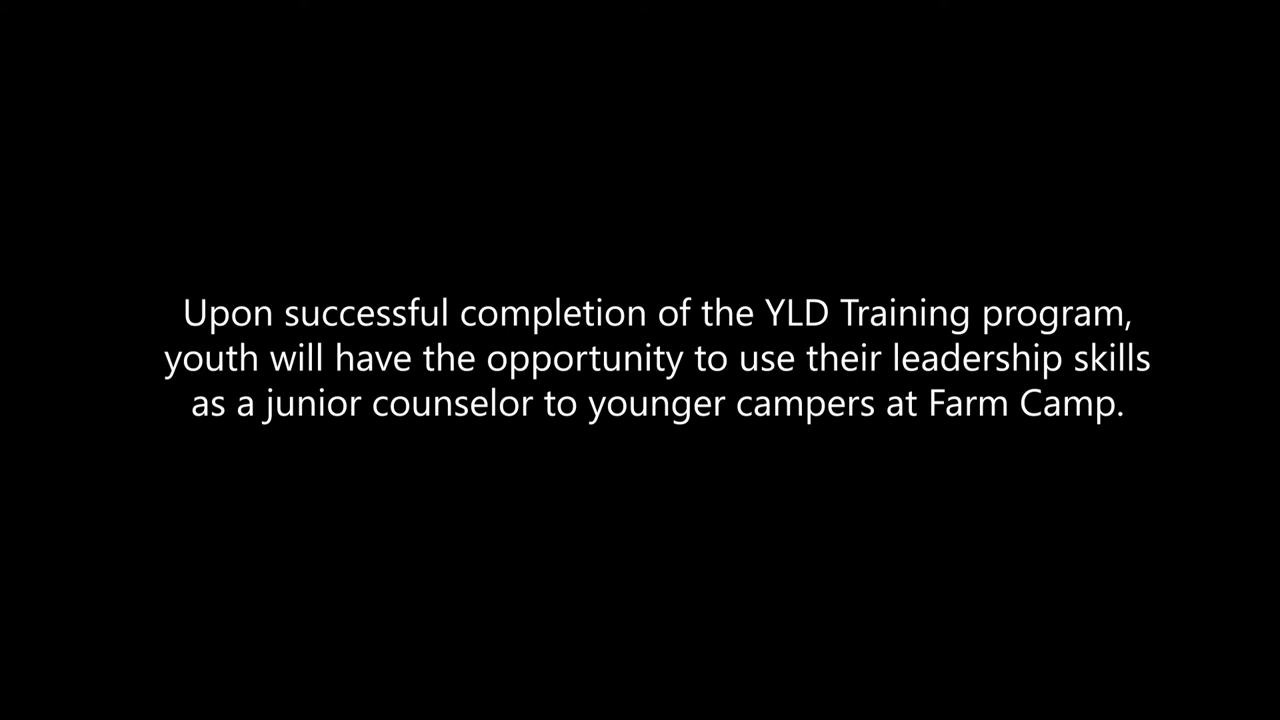 Upon successful completion of the YLD Training program,
youth will have the opportunity to use their leadership skills
as a junior counselor to younger campers at Farm Camp.